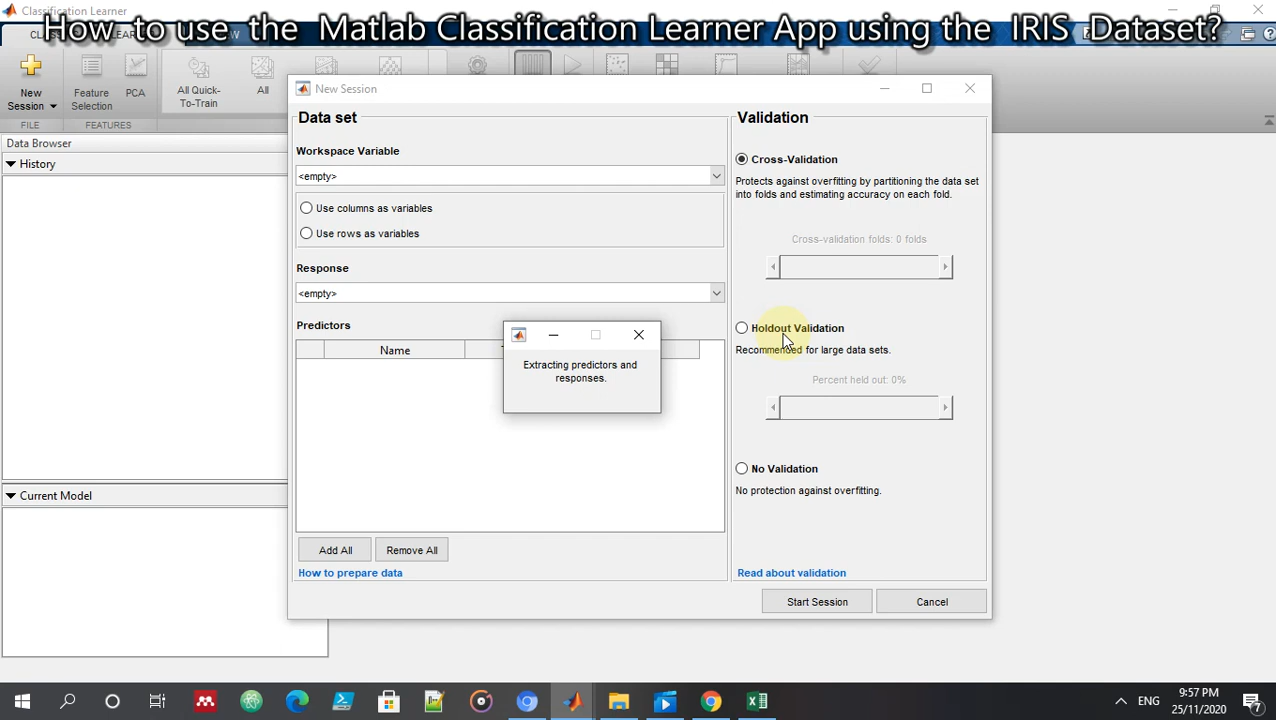 Classification Learner
How to use the Matlab Classification Learner App using the IRIS Dataset?
New
Session
Feature
Selection
PCA
All Quick-
To-Train
All
FILE
FEATURES
Data Browser
History
Current Model
New Session
Data set
Workspace Variable
<empty>
Use columns as variables
Use rows as variables
Response
<empty>
Predictors
Name
Extracting predictors and
responses.
Add All
Remove All
How to prepare data
Validation
Cross-Validation
Protects against overfitting by partitioning the data set
into folds and estimating accuracy on each fold.
Cross-validation folds: 0 folds
Holdout Validation
Recommended for large data sets.
Percent held out: 0%
No Validation
No protection against overfitting.
Read about validation
Start Session
Cancel
ENG
9:57 PM
25/11/2020
7